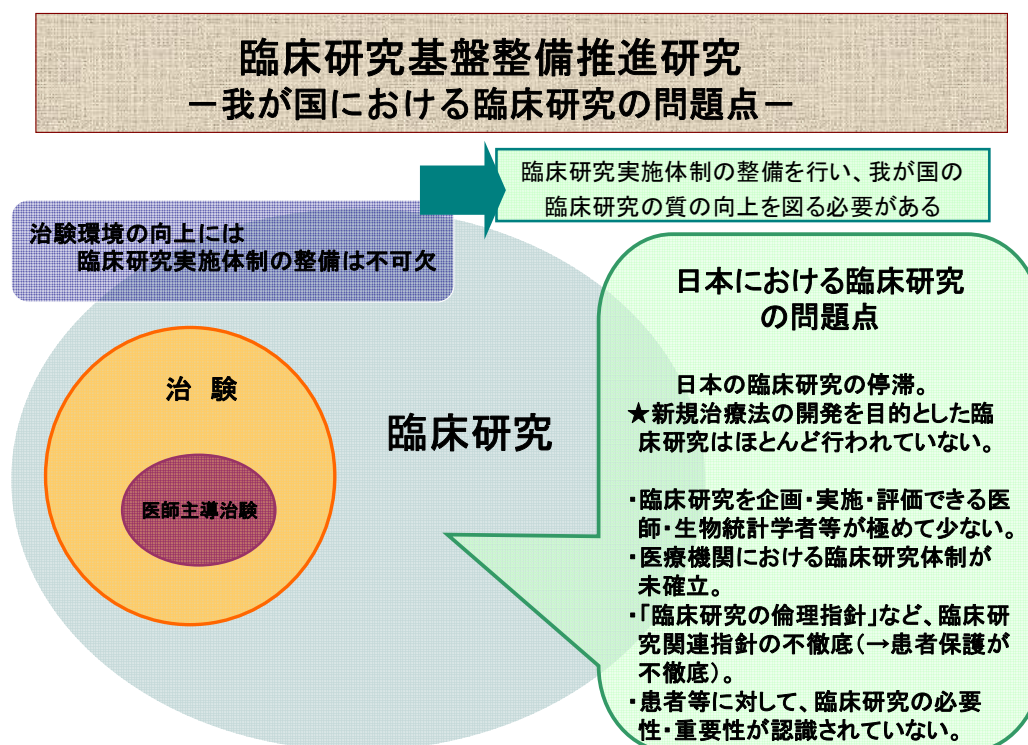 臨床研究基盤整備推進研究
－我が国における臨床研究の問題点－
臨床研究実施体制の整備を行い、我が国の
臨床研究の質の向上を図る必要がある
治験環境の向上には
臨床研究実施体制の整備は不可欠
治 験
医師主導治験
臨床研究
日本における臨床研究
の問題点
日本の臨床研究の停滞。
★新規治療法の開発を目的とした臨
床研究はほとんど行われていない。
・臨床研究を企画・実施・評価できる医
師・生物統計学者等が極めて少ない。
・医療機関における臨床研究体制が
未確立。
・「臨床研究の倫理指針」など、臨床研
究関連指針の不徹底（→患者保護が
不徹底）。
・患者等に対して、臨床研究の必要
性・重要性が認識されていない。